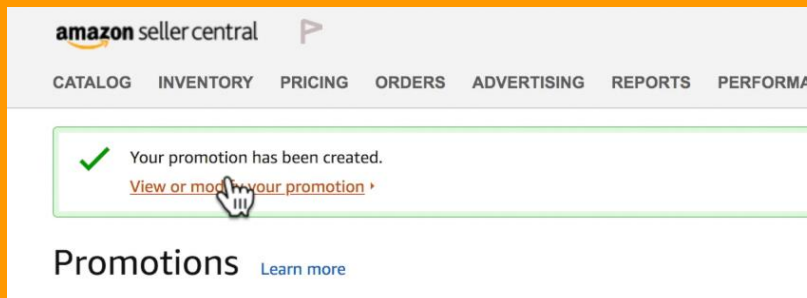 amazon seller central
CATALOG INVENTORY PRICING ORDERS ADVERTISING REPORTS PERFORMA
Your promotion has been created.
View or modify your promotion
Promotions Learn more